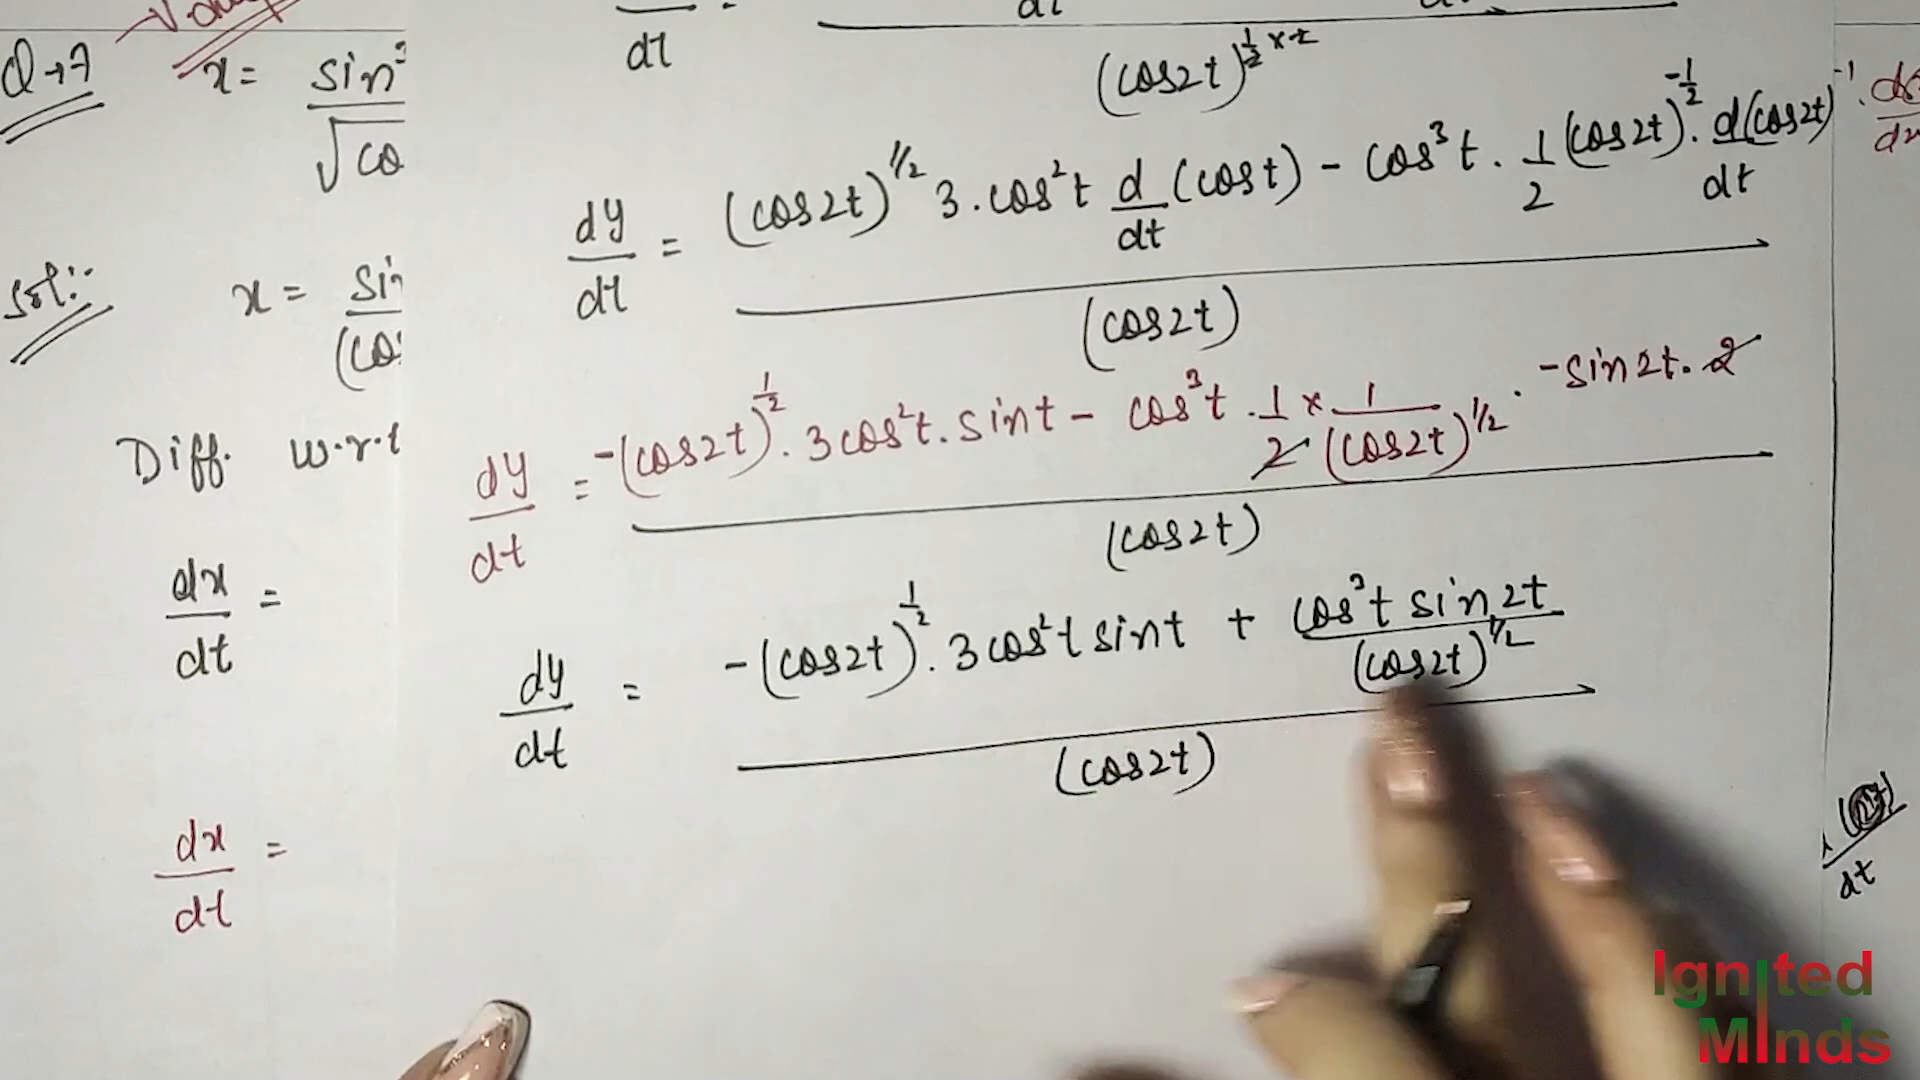 Q→7
x = sin³
√co
Sol:-
x = sin
(cos
Diff. w.r.t
dx/dt =
dx/dt =
dt
(cos2t)^(1/2 × 2)
dy/dt = ((cos2t)^(1/2) 3.cos²t d/dt (cost) - cos³t . 1/2 (cos2t)^(-1/2) . d(cos2t)/dt) / (cos2t)
dy/dt = (-(cos2t)^(1/2) . 3cos²t . sint - cos³t . 1/2 × 1/(cos2t)^(1/2) . -sin2t . 2) / (cos2t)
dy/dt = (-(cos2t)^(1/2) . 3cos²t sint + cos³t sin2t/(cos2t)^(1/2)) / (cos2t)
dt
Ignited
Minds